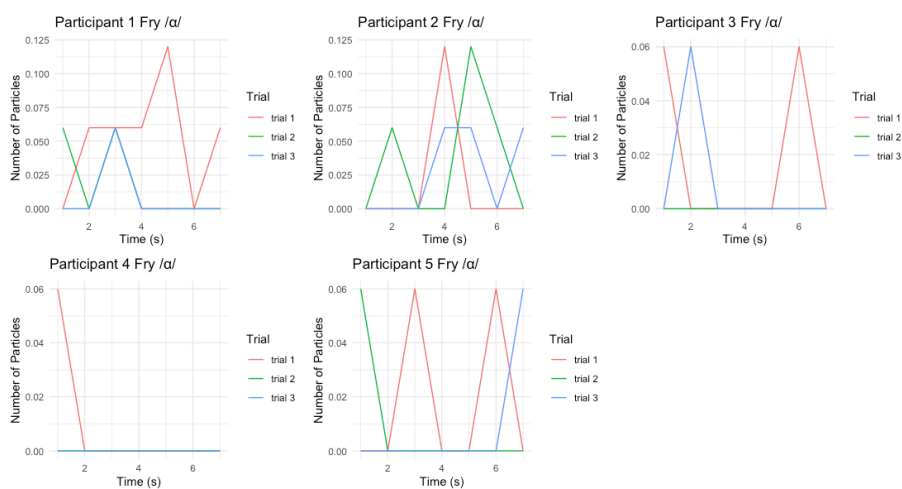 Participant 1 Fry /α/
0.125
0.100
0.075
0.050
0.025
0.000
Number of Particles
2
4
6
Time (s)
Trial
trial 1
trial 2
trial 3
Participant 2 Fry /α/
0.125
0.100
0.075
0.050
0.025
0.000
Number of Particles
2
4
6
Time (s)
Trial
trial 1
trial 2
trial 3
Participant 3 Fry /α/
0.06
0.04
0.02
0.00
Number of Particles
2
4
6
Time (s)
Trial
trial 1
trial 2
trial 3
Participant 4 Fry /α/
0.06
0.04
0.02
0.00
Number of Particles
2
4
6
Time (s)
Trial
trial 1
trial 2
trial 3
Participant 5 Fry /α/
0.06
0.04
0.02
0.00
Number of Particles
2
4
6
Time (s)
Trial
trial 1
trial 2
trial 3